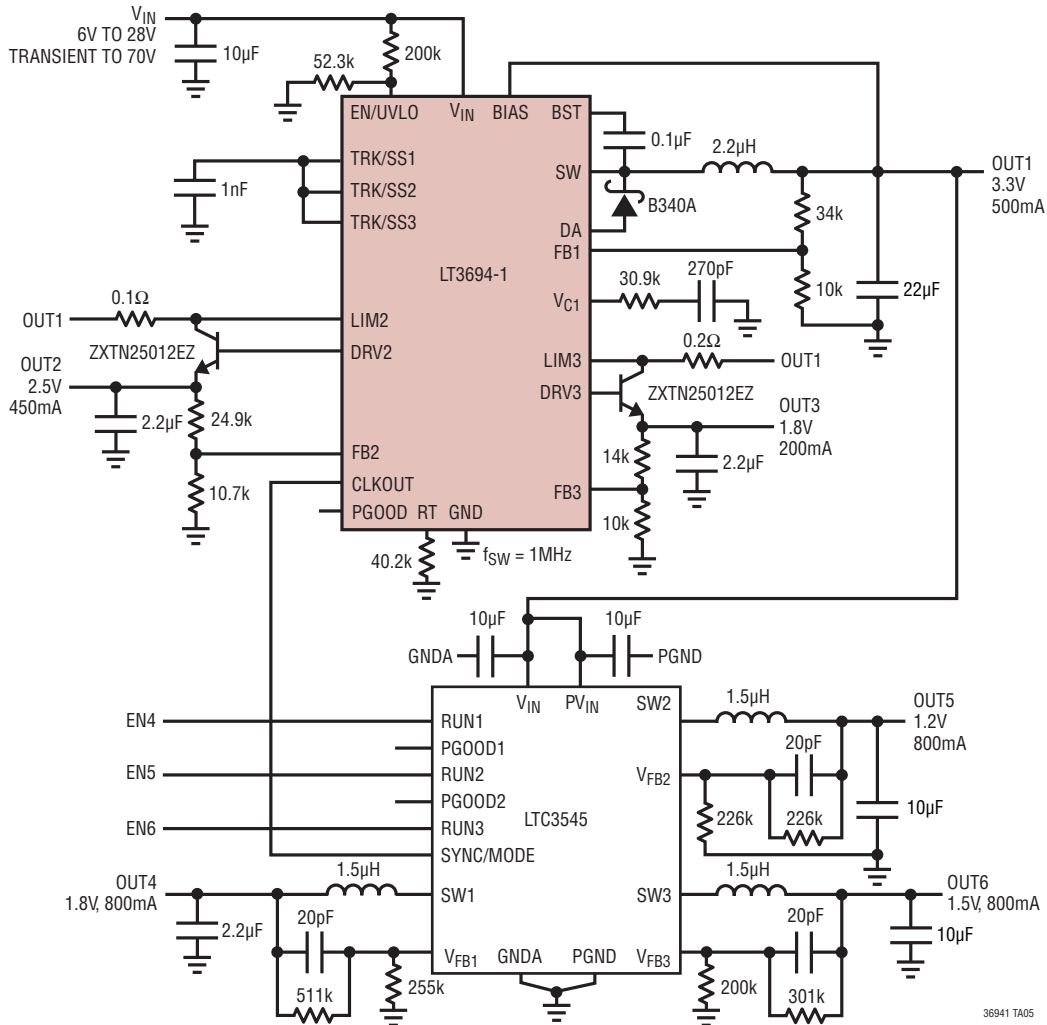 VIN
6V TO 28V
TRANSIENT TO 70V
10µF
52.3k
200k
EN/UVLO
VIN
BIAS
BST
0.1µF
2.2µH
TRK/SS1
SW
OUT1
3.3V
500mA
1nF
TRK/SS2
B340A
34k
TRK/SS3
DA
FB1
LT3694-1
30.9k
270pF
10k
22µF
VC1
0.1Ω
OUT1
LIM2
0.2Ω
ZXTN25012EZ
DRV2
LIM3
OUT1
OUT2
2.5V
450mA
DRV3
ZXTN25012EZ
2.2µF
24.9k
OUT3
1.8V
200mA
FB2
14k
2.2µF
CLKOUT
10.7k
FB3
PGOOD
RT
GND
10k
40.2k
fSW = 1MHz
10µF
10µF
GNDA
PGND
VIN
PVIN
SW2
1.5µH
OUT5
1.2V
800mA
EN4
RUN1
PGOOD1
20pF
EN5
RUN2
VFB2
PGOOD2
LTC3545
226k
226k
10µF
EN6
RUN3
SYNC/MODE
1.5µH
1.5µH
OUT4
1.8V, 800mA
SW1
SW3
OUT6
1.5V, 800mA
20pF
20pF
2.2µF
10µF
VFB1
GNDA
PGND
VFB3
511k
255k
200k
301k
36941 TA05